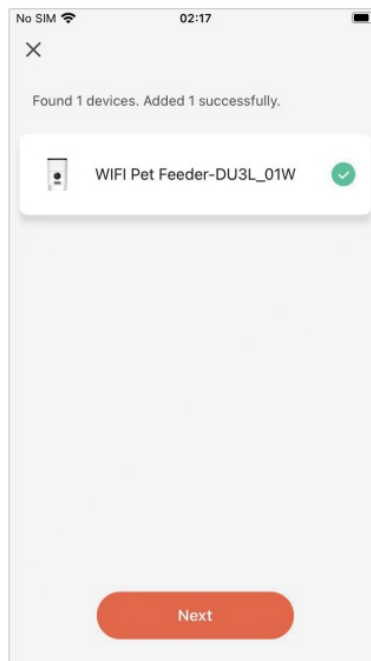 No SIM 02:17
Found 1 devices. Added 1 successfully.
WIFI Pet Feeder-DU3L_01W
Next